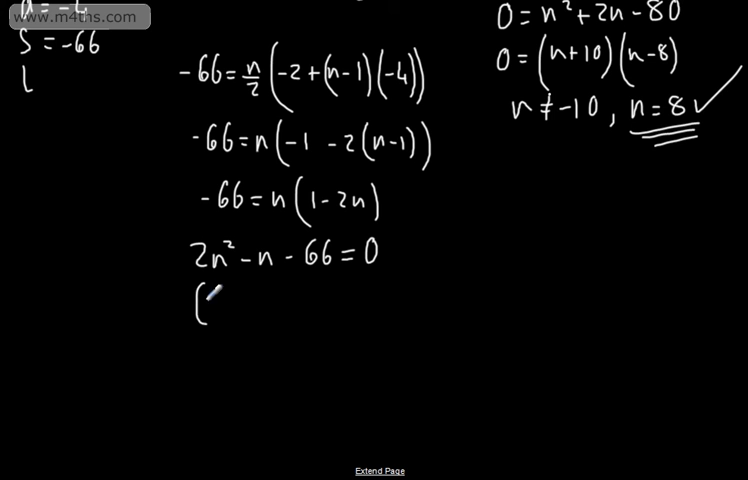 www.m4ths.com
d = -4
S = -66
L
-66 = n/2 (-2 + (n-1)(-4))
-66 = n(-1 - 2(n-1))
-66 = n(1 - 2n)
2n² - n - 66 = 0
(
0 = n² + 2n - 80
0 = (n+10)(n-8)
n ≠ -10, n = 8 ✓
Extend Page